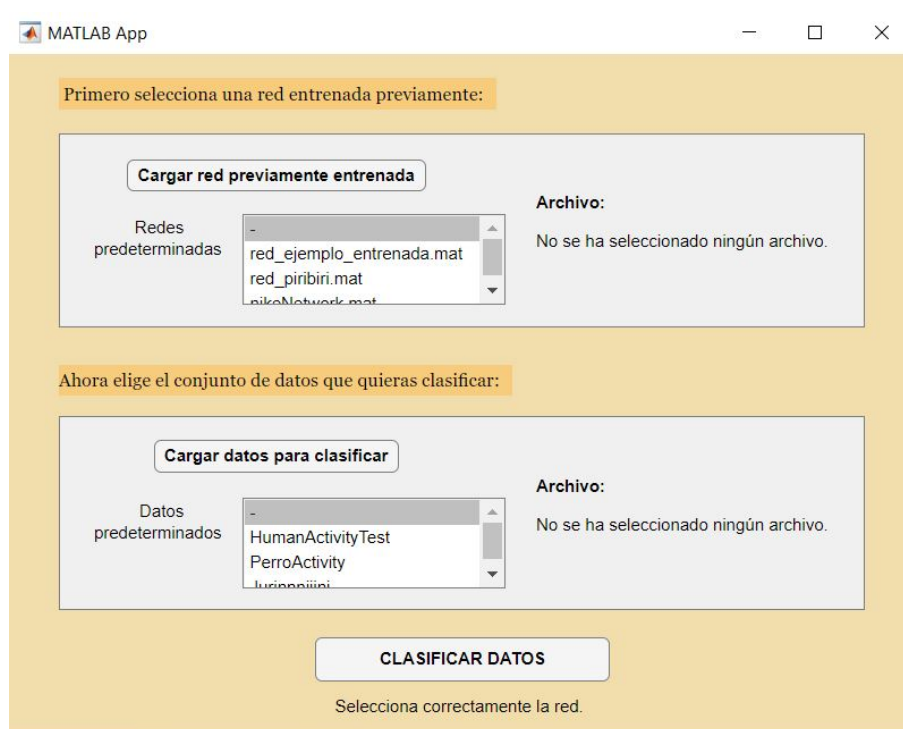 MATLAB App
Primero selecciona una red entrenada previamente:
Cargar red previamente entrenada
Redes
predeterminadas
-
red_ejemplo_entrenada.mat
red_piribiri.mat
nikeNetwork.mat
Archivo:
No se ha seleccionado ningún archivo.
Ahora elige el conjunto de datos que quieras clasificar:
Cargar datos para clasificar
Datos
predeterminados
-
HumanActivityTest
PerroActivity
Archivo:
No se ha seleccionado ningún archivo.
CLASIFICAR DATOS
Selecciona correctamente la red.